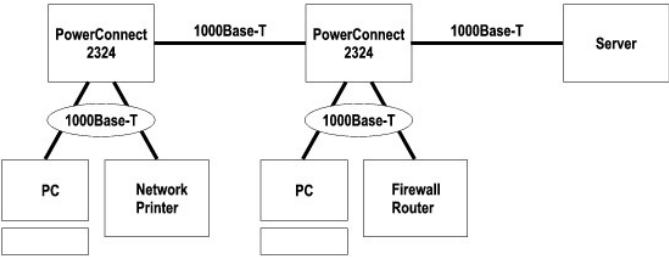 PowerConnect
2324
1000Base-T
PowerConnect
2324
1000Base-T
Server
1000Base-T
1000Base-T
PC
Network
Printer
PC
Firewall
Router